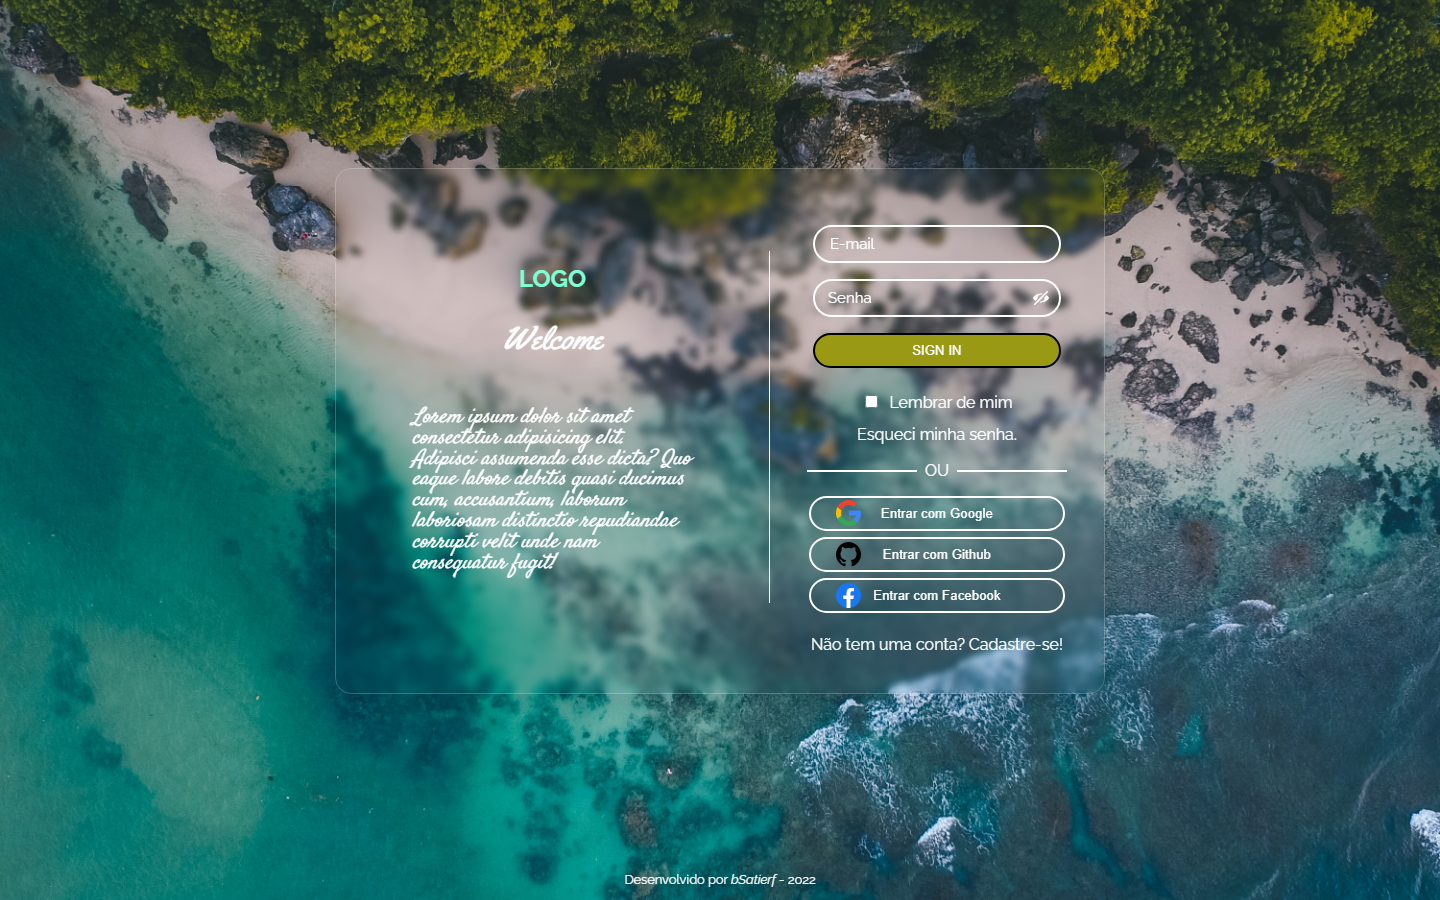 LOGO
Welcome
Lorem ipsum dolor sit amet
consectetur adipisicing elit.
Adipisci assumenda esse dicta? Quo
eaque labore debitis quasi ducimus
cum, accusantium, laborum
laboriosam distinctio repudiandae
corrupti velit unde nam
consequatur fugit!
E-mail
Senha
SIGN IN
Lembrar de mim
Esqueci minha senha.
OU
Entrar com Google
Entrar com Github
Entrar com Facebook
Não tem uma conta? Cadastre-se!
Desenvolvido por bSatierf - 2022